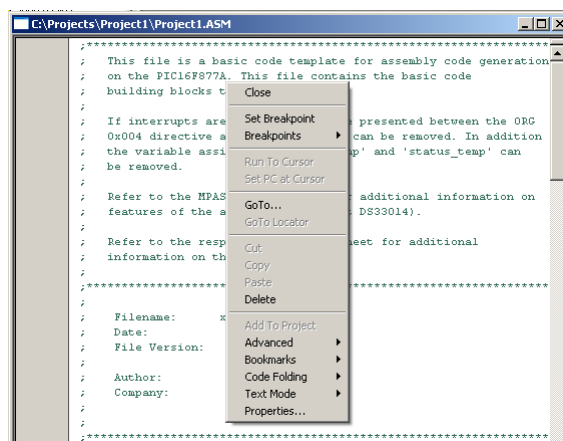 C:\Projects\Project1\Project1.ASM
;**********************************************************************
;   This file is a basic code template for assembly code generation
;   on the PIC16F877A. This file contains the basic code
;   building blocks
;
;   If interrupts are presented between the ORG
;   0x004 directive can be removed. In addition
;   the variable and 'status_temp' can
;   be removed.
;
;   Refer to the additional information on
;   features of the DS33014).
;
;   Refer to the for additional
;   information on
;
;**********************************************************************
;
;    Filename:       x
;    Date:
;    File Version:
;
;    Author:
;    Company:
;
;
;**********************************************************************
Close
Set Breakpoint
Breakpoints
Run To Cursor
Set PC at Cursor
GoTo...
GoTo Locator
Cut
Copy
Paste
Delete
Add To Project
Advanced
Bookmarks
Code Folding
Text Mode
Properties...